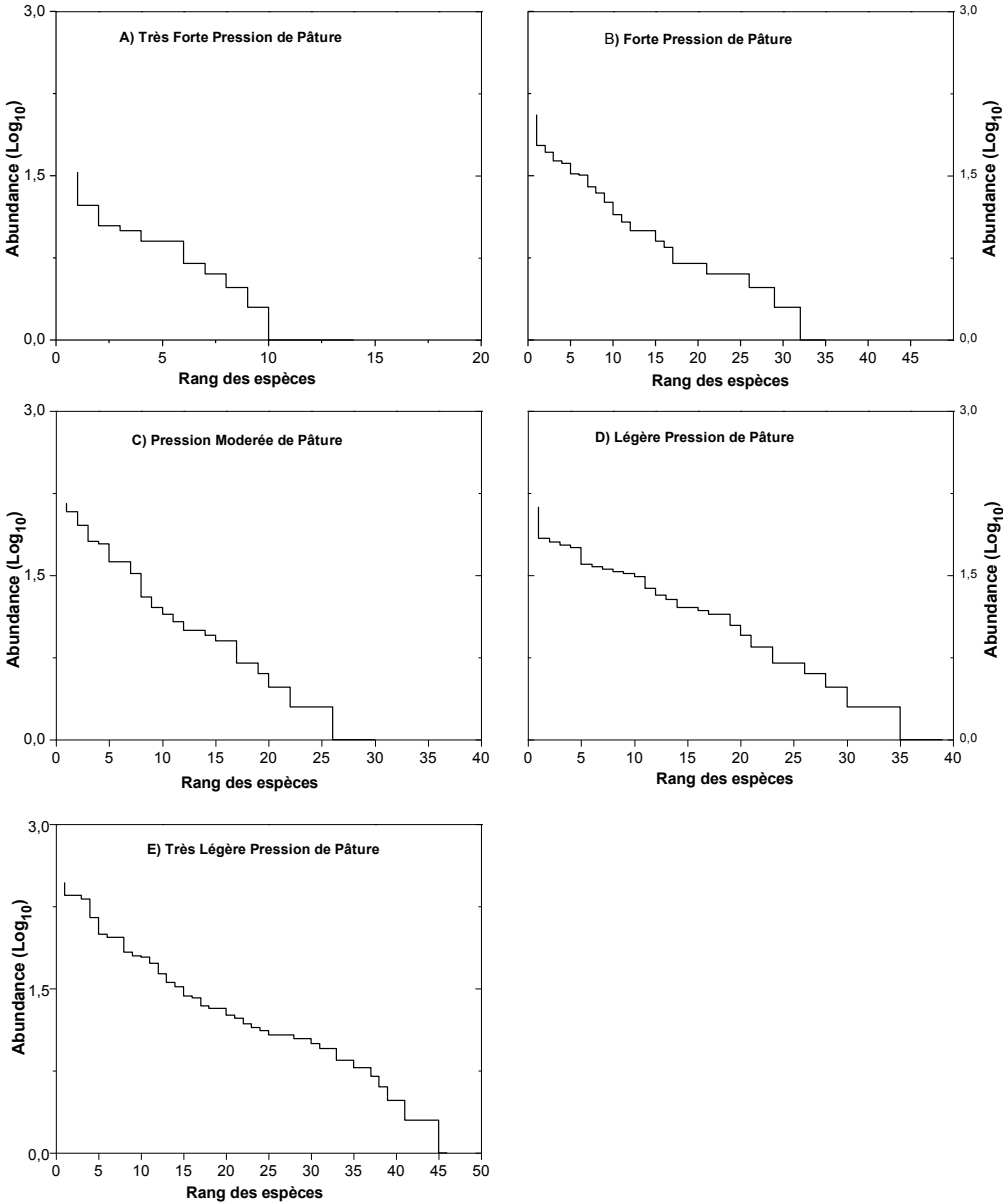 A) Très Forte Pression de Pâture
3,0
1,5
0,0
Abundance (Log10)
0 5 10 15 20
Rang des espèces
B) Forte Pression de Pâture
3,0
1,5
0,0
Abundance (Log10)
0 5 10 15 20 25 30 35 40 45
Rang des espèces
C) Pression Moderée de Pâture
3,0
1,5
0,0
Abundance (Log10)
0 5 10 15 20 25 30 35 40
Rang des espèces
D) Légère Pression de Pâture
3,0
1,5
0,0
Abundance (Log10)
0 5 10 15 20 25 30 35 40
Rang des espèces
E) Très Légère Pression de Pâture
3,0
1,5
0,0
Abundance (Log10)
0 5 10 15 20 25 30 35 40 45 50
Rang des espèces